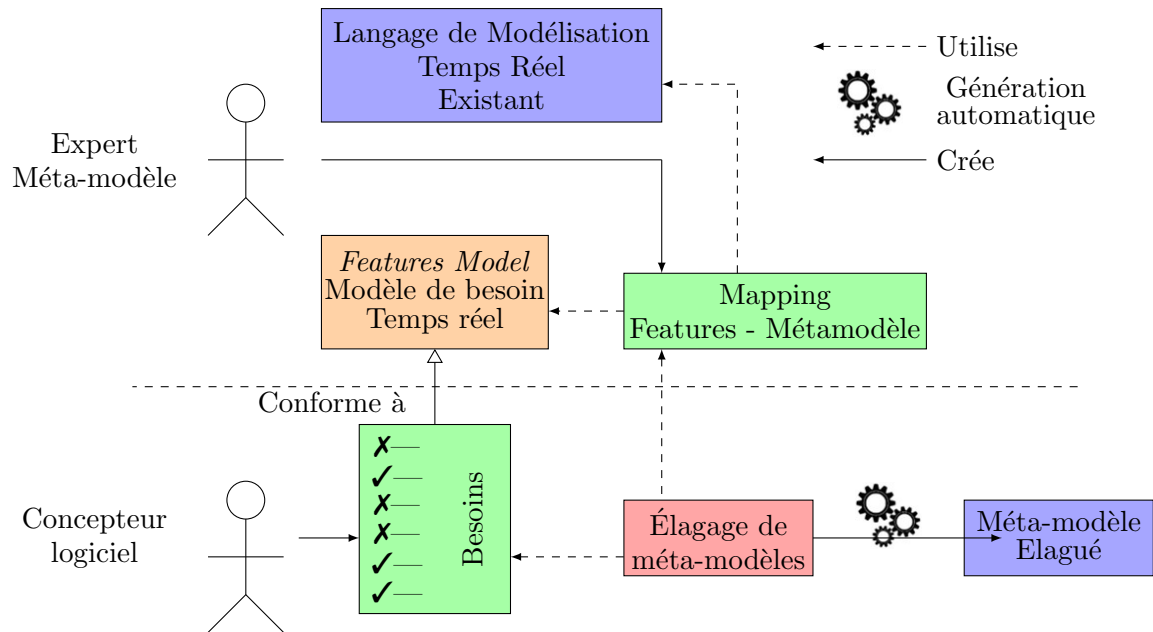 Langage de Modélisation
Temps Réel
Existant
Utilise
Génération
automatique
Crée
Expert
Méta-modèle
Features Model
Modèle de besoin
Temps réel
Mapping
Features - Métamodèle
Conforme à
Besoins
Concepteur
logiciel
Élagage de
méta-modèles
Méta-modèle
Elagué